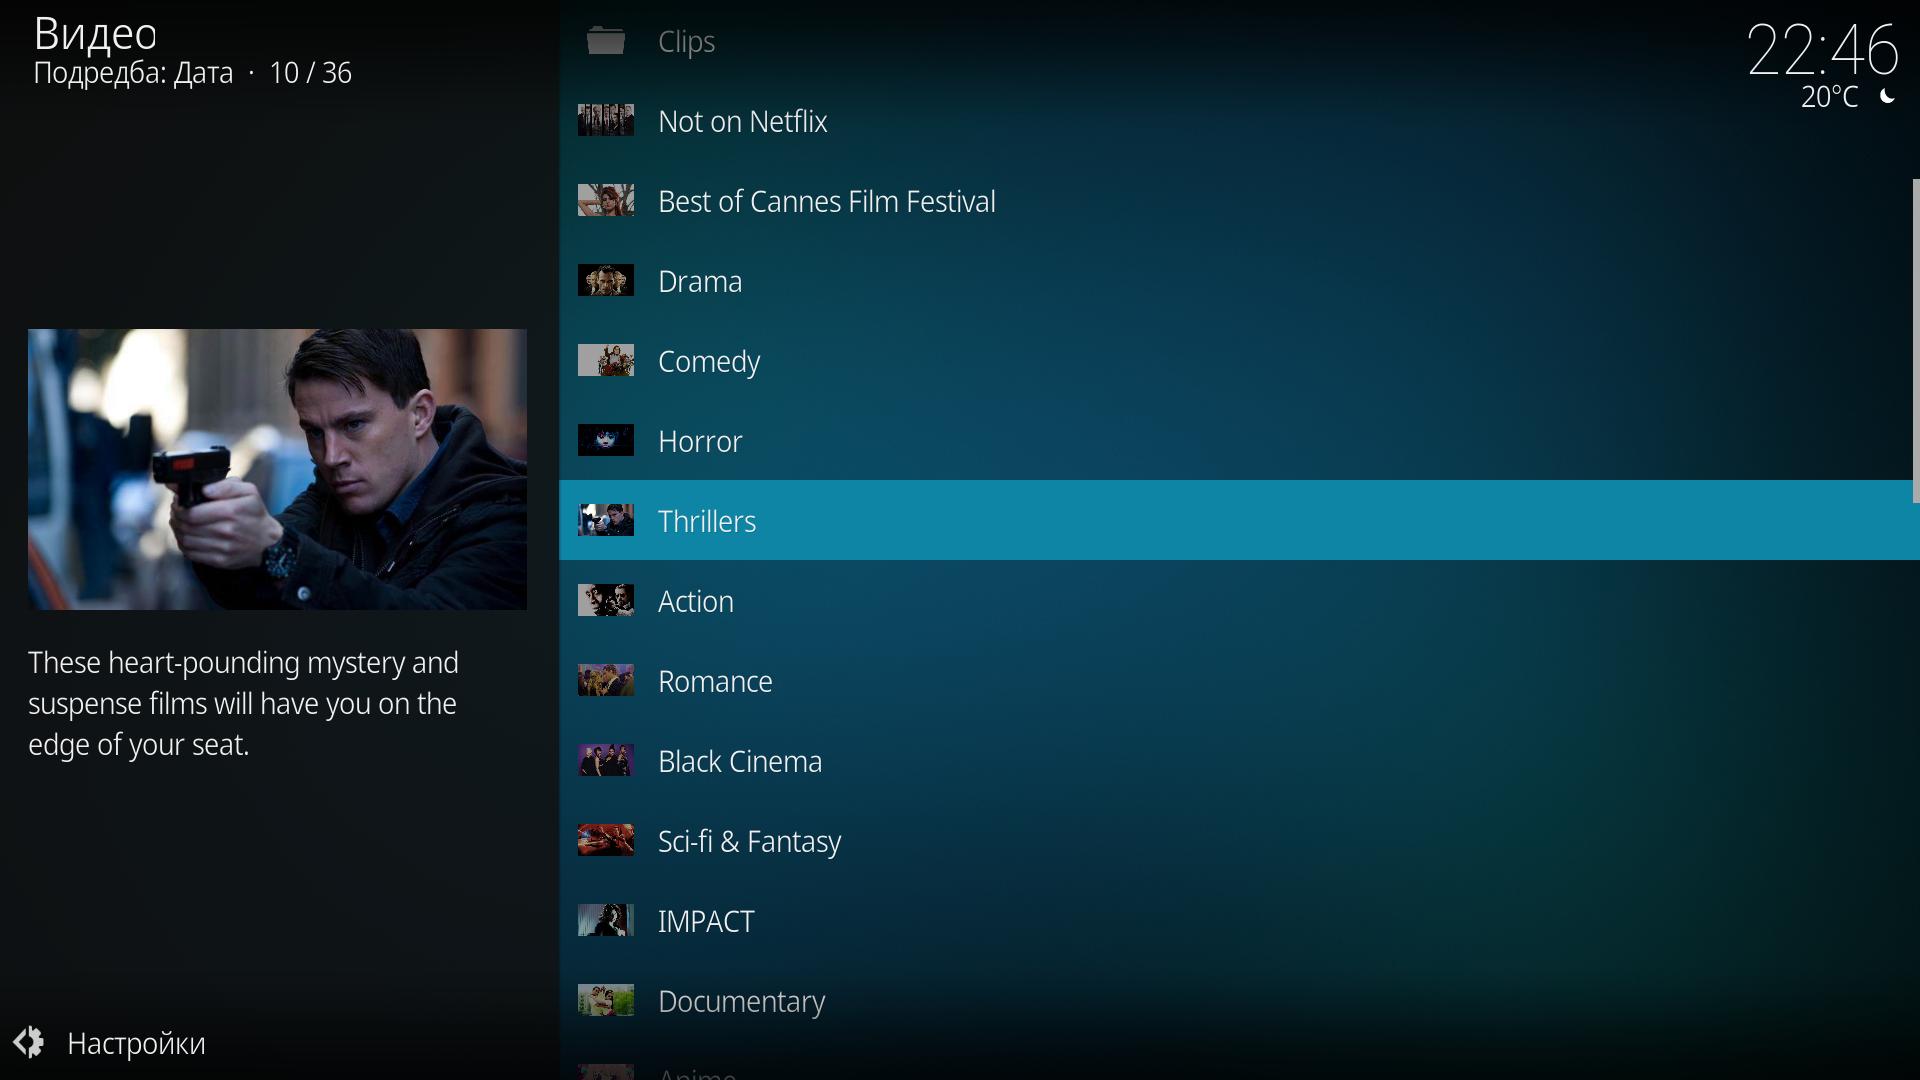 Видео
Подредба: Дата · 10 / 36
22:46
20°C
Clips
Not on Netflix
Best of Cannes Film Festival
Drama
Comedy
Horror
Thrillers
Action
Romance
Black Cinema
Sci-fi & Fantasy
IMPACT
Documentary
Anime
These heart-pounding mystery and
suspense films will have you on the
edge of your seat.
Настройки